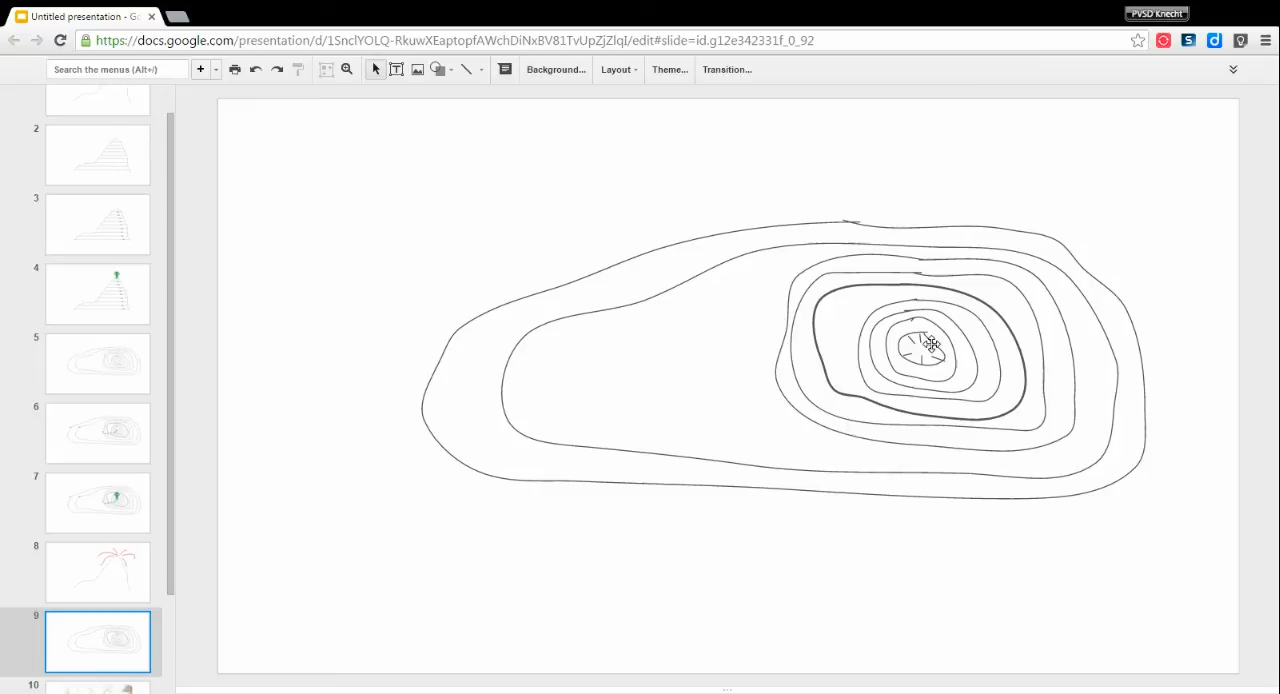 Untitled presentation - Go
PVSD Knecht
https://docs.google.com/presentation/d/1SnclYOLQ-RkuwXEaptopfAWchDiNxBV81TvUpZjZlqI/edit#slide=id.g12e342331f_0_92
Search the menus (Alt+/)
Background...
Layout
Theme...
Transition...
2
3
4
5
6
7
8
9
10